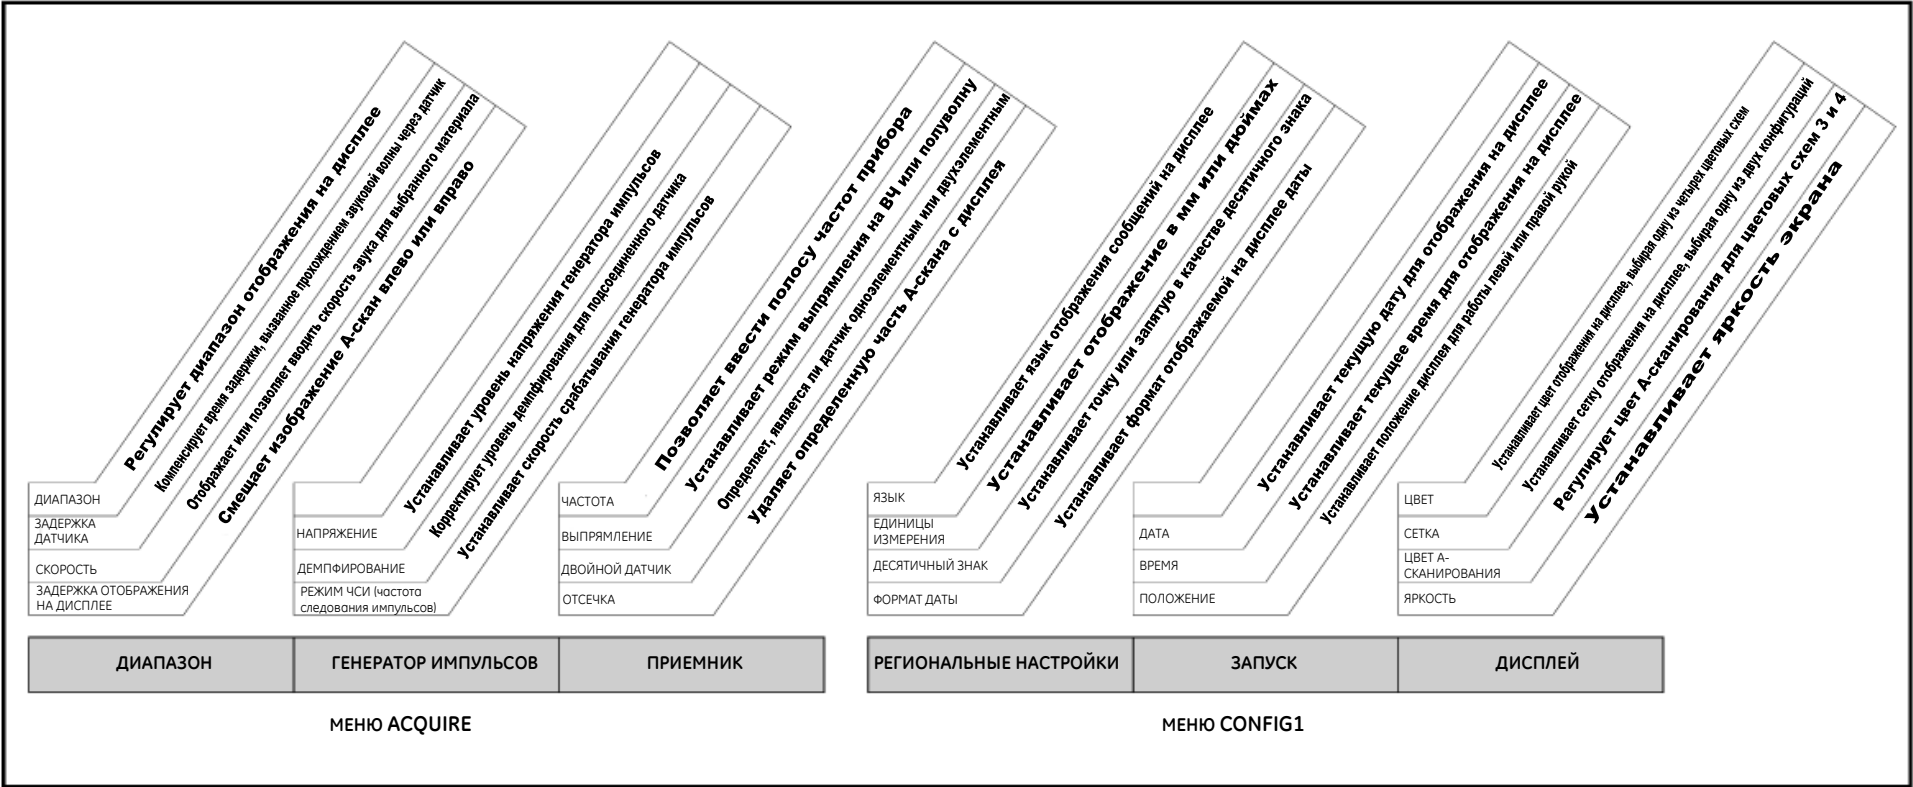 Регулирует диапазон отображения на дисплее
Компенсирует время задержки, вызванное прохождением звуковой волны через датчик
Отображает или позволяет вводить скорость звука для выбранного материала
Смещает изображение А-скан влево или вправо
ДИАПАЗОН
ЗАДЕРЖКА
ДАТЧИКА
СКОРОСТЬ
ЗАДЕРЖКА ОТОБРАЖЕНИЯ
НА ДИСПЛЕЕ
Устанавливает уровень напряжения генератора импульсов
Корректирует уровень демпфирования для подсоединенного датчика
Устанавливает скорость срабатывания генератора импульсов
НАПРЯЖЕНИЕ
ДЕМПФИРОВАНИЕ
РЕЖИМ ЧСИ (частота
следования импульсов)
Позволяет ввести полосу частот прибора
Устанавливает режим выпрямления на ВЧ или полуволну
Определяет, является ли датчик одноэлементным или двухэлементным
Удаляет определенную часть А-скана с дисплея
ЧАСТОТА
ВЫПРЯМЛЕНИЕ
ДВОЙНОЙ ДАТЧИК
ОТСЕЧКА
Устанавливает язык отображения сообщений на дисплее
Устанавливает отображение в мм или дюймах
Устанавливает точку или запятую в качестве десятичного знака
Устанавливает формат отображаемой на дисплее даты
ЯЗЫК
ЕДИНИЦЫ
ИЗМЕРЕНИЯ
ДЕСЯТИЧНЫЙ ЗНАК
ФОРМАТ ДАТЫ
Устанавливает текущую дату для отображения на дисплее
Устанавливает текущее время для отображения на дисплее
Устанавливает положение дисплея для работы левой или правой рукой
ДАТА
ВРЕМЯ
ПОЛОЖЕНИЕ
Устанавливает цвет отображения на дисплее, выбирая одну из четырех цветовых схем
Устанавливает сетку отображения на дисплее, выбирая одну из двух конфигураций
Регулирует цвет А-сканирования для цветовых схем 3 и 4
Устанавливает яркость экрана
ЦВЕТ
СЕТКА
ЦВЕТ А-
СКАНИРОВАНИЯ
ЯРКОСТЬ
ДИАПАЗОН
ГЕНЕРАТОР ИМПУЛЬСОВ
ПРИЕМНИК
РЕГИОНАЛЬНЫЕ НАСТРОЙКИ
ЗАПУСК
ДИСПЛЕЙ
МЕНЮ ACQUIRE
МЕНЮ CONFIG1